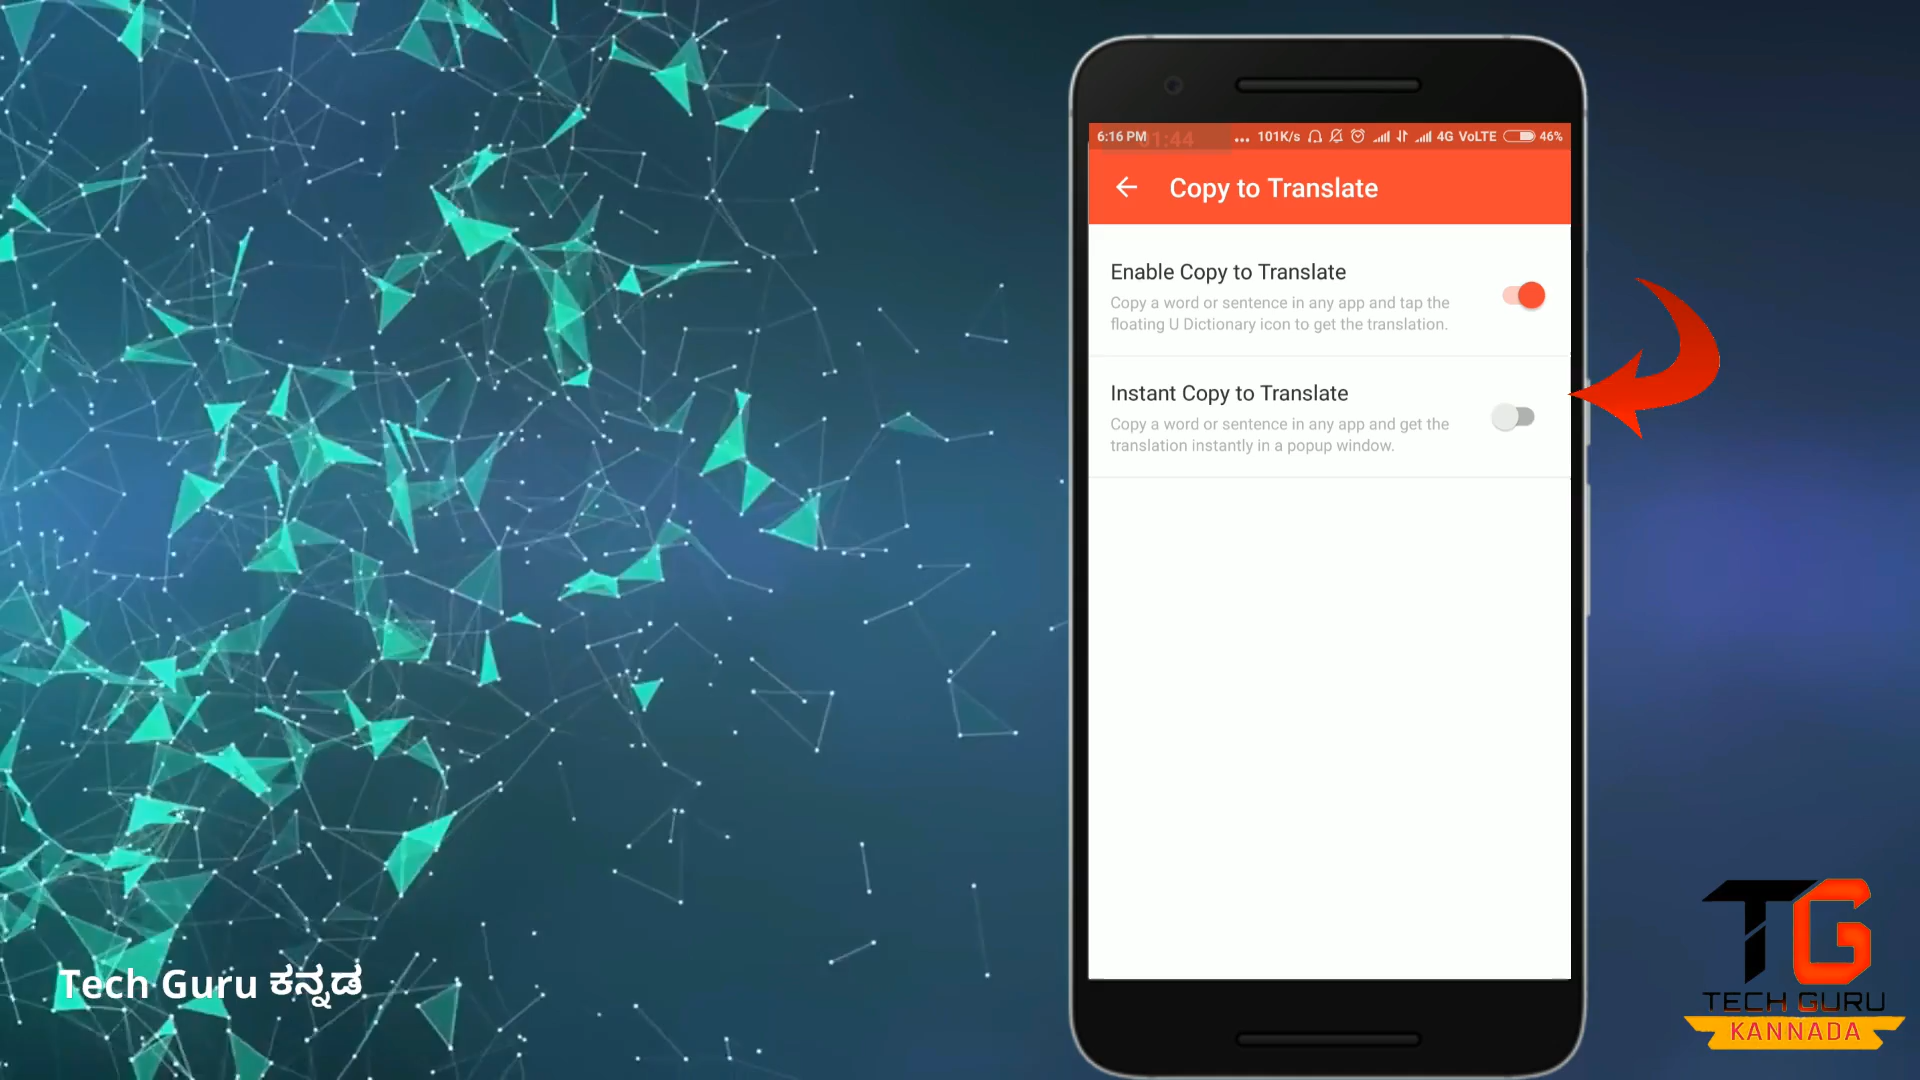 6:16 PM
01:44
... 101K/s 4G VoLTE 46%
Copy to Translate
Enable Copy to Translate
Copy a word or sentence in any app and tap the
floating U Dictionary icon to get the translation.
Instant Copy to Translate
Copy a word or sentence in any app and get the
translation instantly in a popup window.
Tech Guru ಕನ್ನಡ
TG
TECH GURU
KANNADA